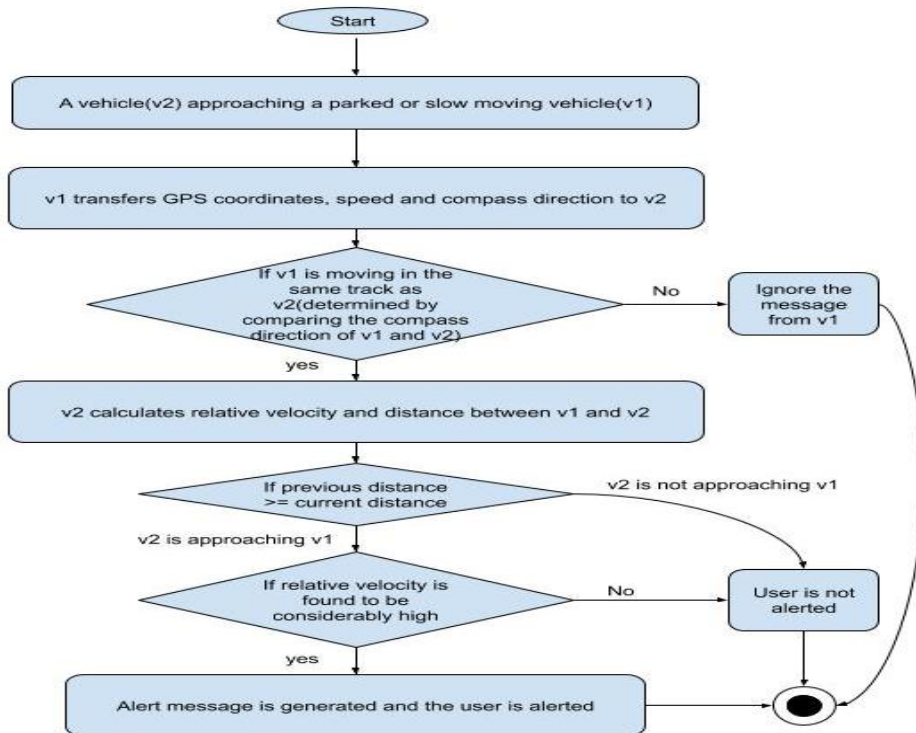 Start
A vehicle(v2) approaching a parked or slow moving vehicle(v1)
v1 transfers GPS coordinates, speed and compass direction to v2
If v1 is moving in the
same track as
v2(determined by
comparing the compass
direction of v1 and v2)
No
Ignore the
message
from v1
yes
v2 calculates relative velocity and distance between v1 and v2
If previous distance
>= current distance
v2 is not approaching v1
v2 is approaching v1
If relative velocity is
found to be
considerably high
No
User is not
alerted
yes
Alert message is generated and the user is alerted